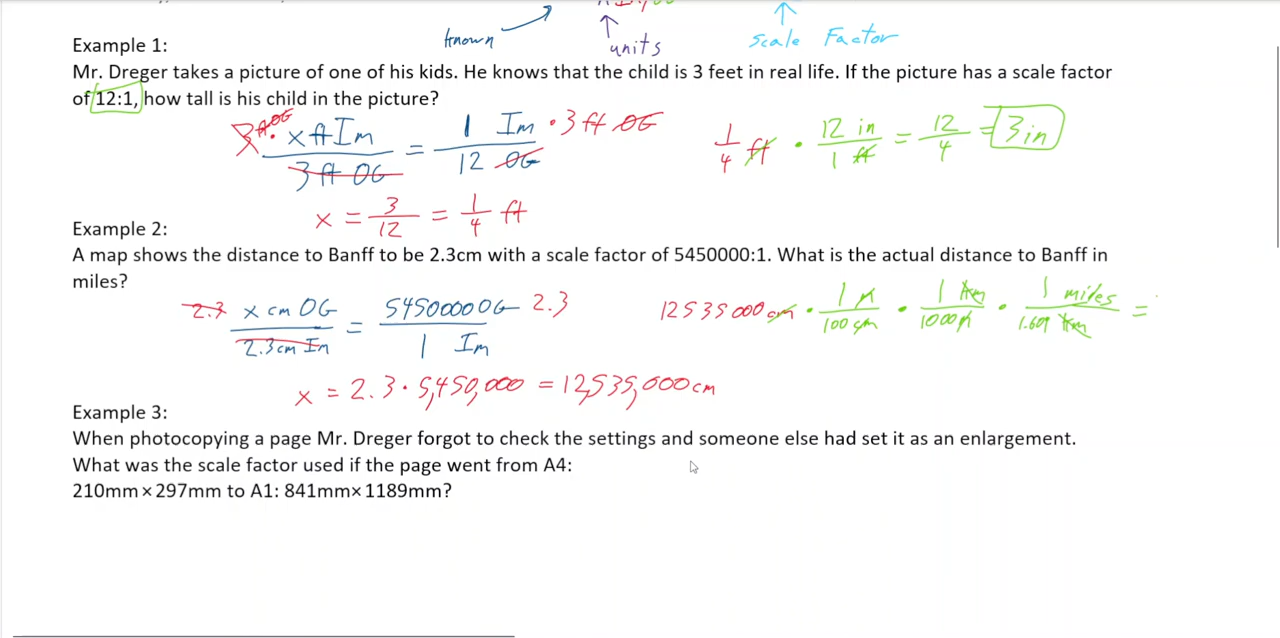 known
units
Scale Factor
Example 1:
Mr. Dreger takes a picture of one of his kids. He knows that the child is 3 feet in real life. If the picture has a scale factor
of 12:1, how tall is his child in the picture?
3 ft OG · x ft Im / 3 ft OG = 1 Im / 12 OG · 3 ft OG
1/4 ft · 12 in / 1 ft = 12/4 = 3 in
x = 3/12 = 1/4 ft
Example 2:
A map shows the distance to Banff to be 2.3cm with a scale factor of 5450000:1. What is the actual distance to Banff in
miles?
2.3 x cm OG / 2.3cm Im = 5450000 OG / 1 Im 2.3
12535000 cm · 1 m / 100 cm · 1 km / 1000 m · 1 miles / 1.609 km =
x = 2.3 · 5,450,000 = 12,535,000 cm
Example 3:
When photocopying a page Mr. Dreger forgot to check the settings and someone else had set it as an enlargement.
What was the scale factor used if the page went from A4:
210mm×297mm to A1: 841mm×1189mm?